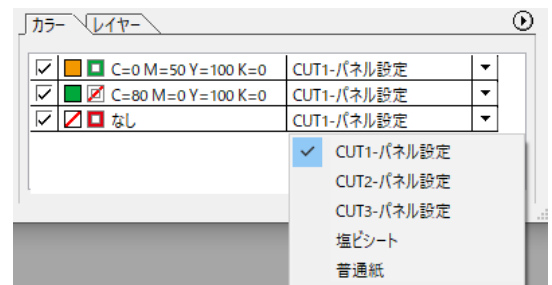 カラー レイヤー
C=0 M=50 Y=100 K=0 CUT1-パネル設定
C=80 M=0 Y=100 K=0 CUT1-パネル設定
なし CUT1-パネル設定
CUT1-パネル設定
CUT2-パネル設定
CUT3-パネル設定
塩ビシート
普通紙